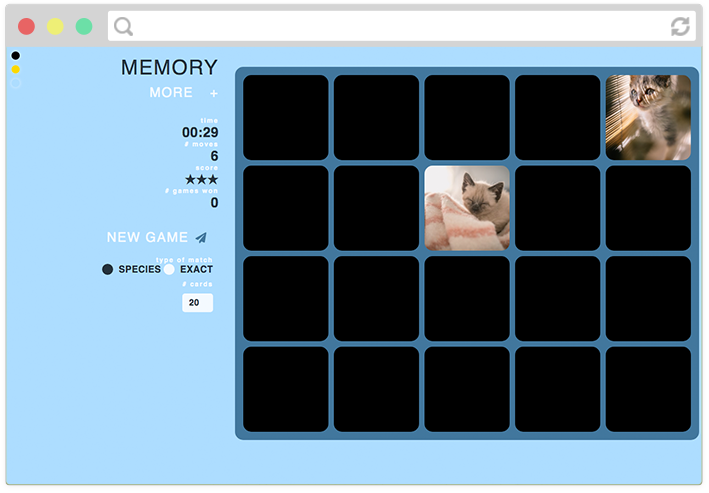 MEMORY
MORE +
time
00:29
# moves
6
score
★★★
# games won
0
NEW GAME
type of match
SPECIES EXACT
# cards
20